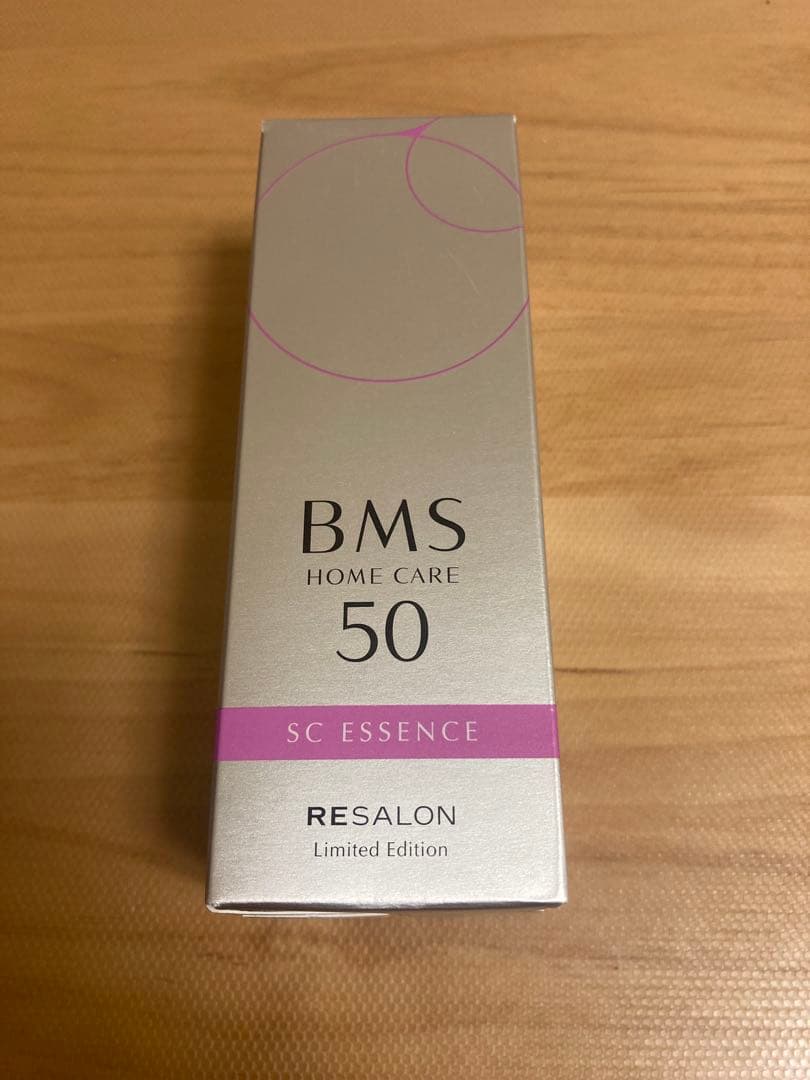 BMS
HOME CARE
50
SC ESSENCE
RESALON
Limited Edition